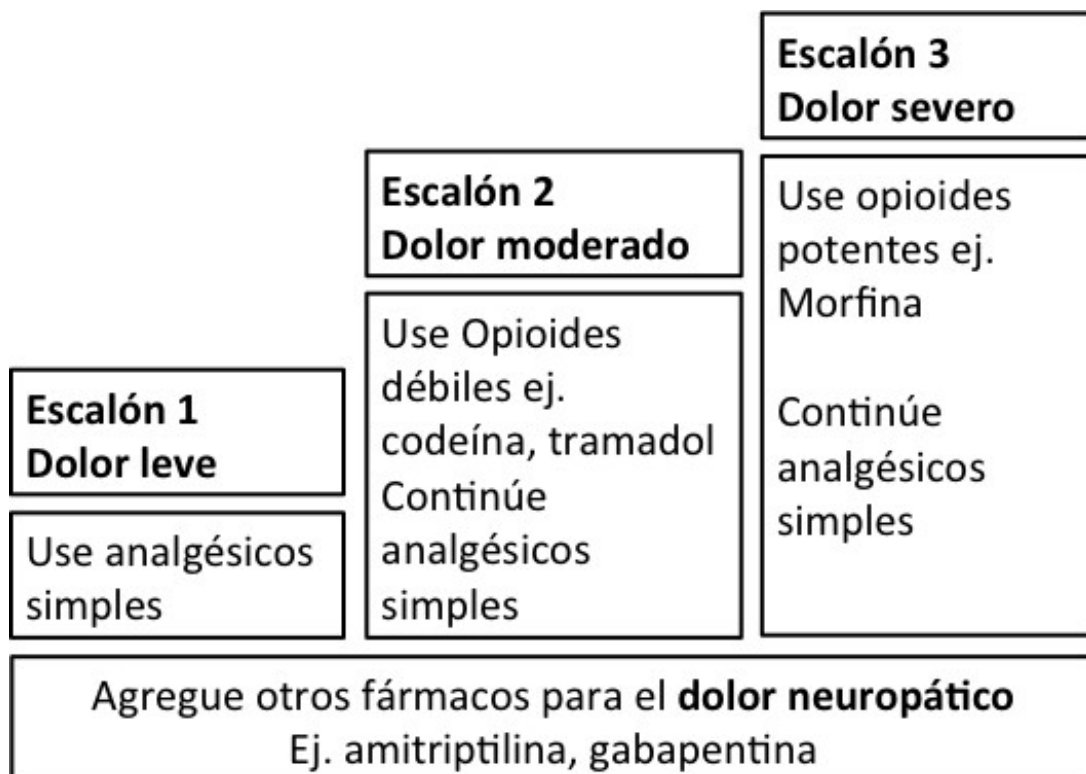 Escalón 1
Dolor leve
Use analgésicos
simples
Escalón 2
Dolor moderado
Use Opioides
débiles ej.
codeína, tramadol
Continúe
analgésicos
simples
Escalón 3
Dolor severo
Use opioides
potentes ej.
Morfina
Continúe
analgésicos
simples
Agregue otros fármacos para el dolor neuropático
Ej. amitriptilina, gabapentina